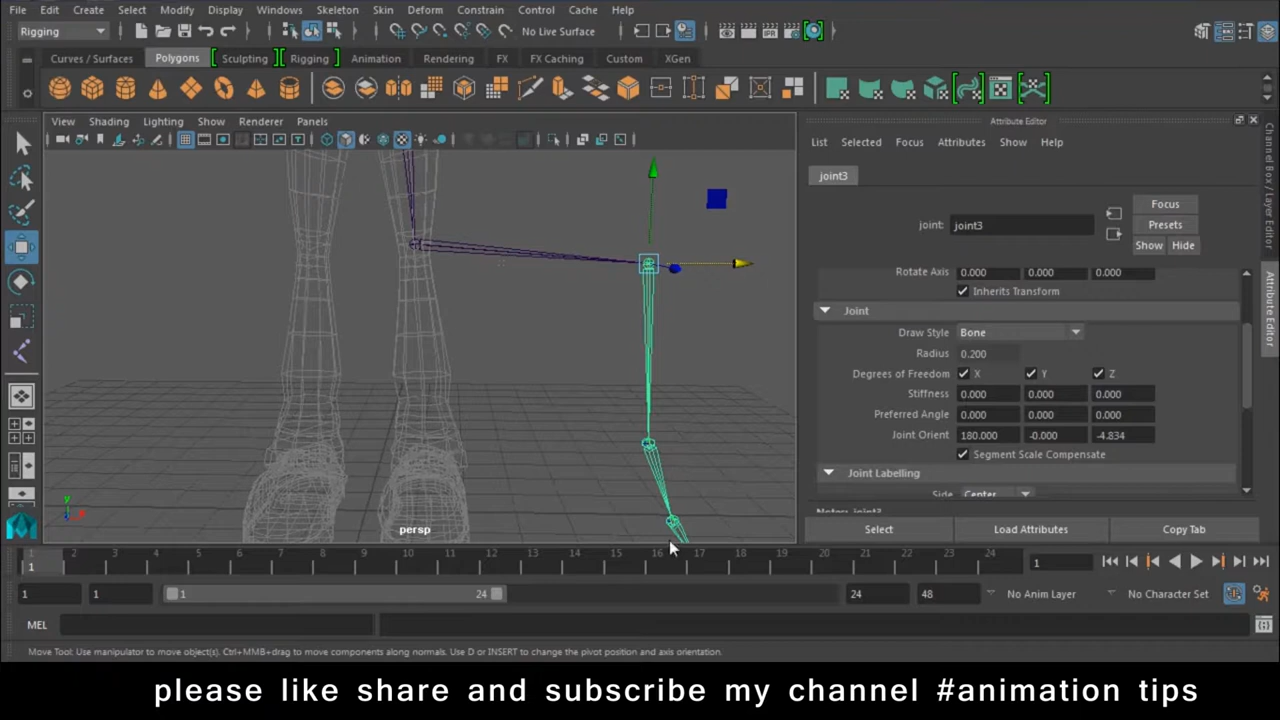 File Edit Create Select Modify Display Windows Skeleton Skin Deform Constrain Control Cache Help
Rigging No Live Surface
Curves / Surfaces Polygons Sculpting Rigging Animation Rendering FX FX Caching Custom XGen
View Shading Lighting Show Renderer Panels
Attribute Editor
List Selected Focus Attributes Show Help
joint3
joint: joint3
Focus
Presets
Show Hide
Rotate Axis 0.000 0.000 0.000
Inherits Transform
Joint
Draw Style Bone
Radius 0.200
Degrees of Freedom X Y Z
Stiffness 0.000 0.000 0.000
Preferred Angle 0.000 0.000 0.000
Joint Orient 180.000 -0.000 -4.834
Segment Scale Compensate
Joint Labelling
Side Center
Notes: joint3
Select Load Attributes Copy Tab
Channel Box / Layer Editor
Attribute Editor
y
persp
1 2 3 4 5 6 7 8 9 10 11 12 13 14 15 16 17 18 19 20 21 22 23 24
1 1
1 1 1 24 24 48 No Anim Layer No Character Set
MEL
Move Tool: Use manipulator to move object(s). Ctrl+MMB+drag to move components along normals. Use D or INSERT to change the pivot position and axis orientation.
please like share and subscribe my channel #animation tips